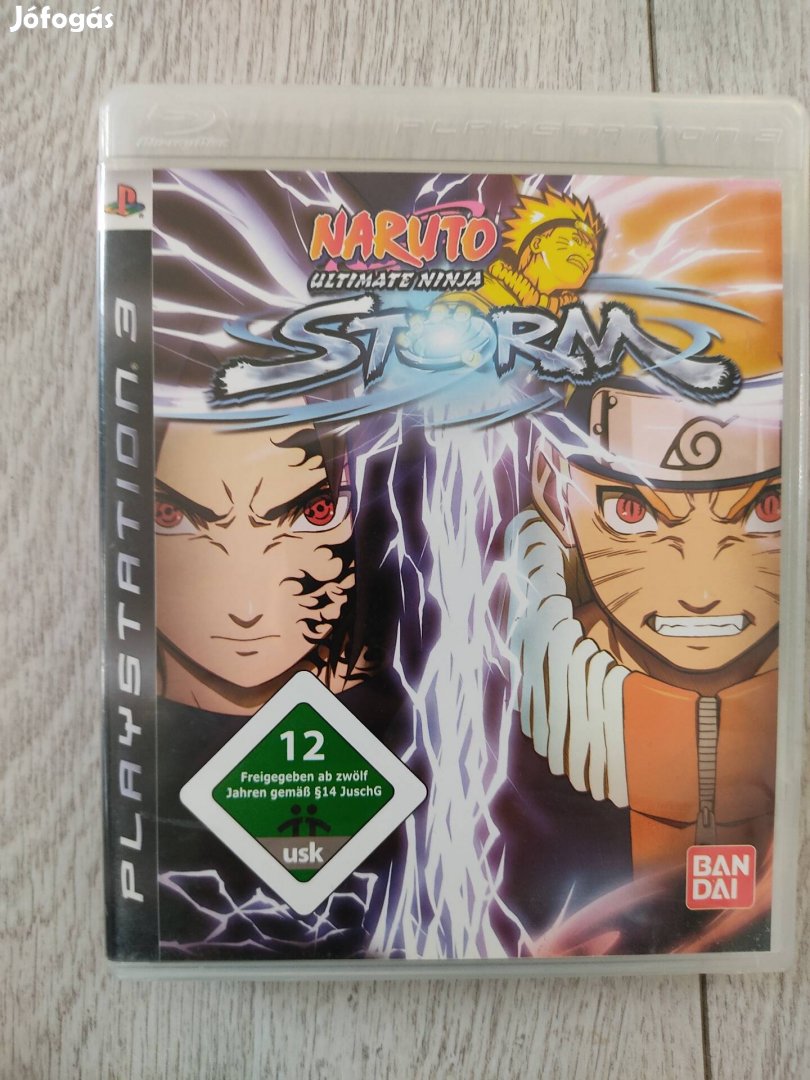 Jófogás
PLAYSTATION 3
PLAYSTATION®3
NARUTO
ULTIMATE NINJA
STORM
12
Freigegeben ab zwölf
Jahren gemäß §14 JuschG
usk
BAN
DAI